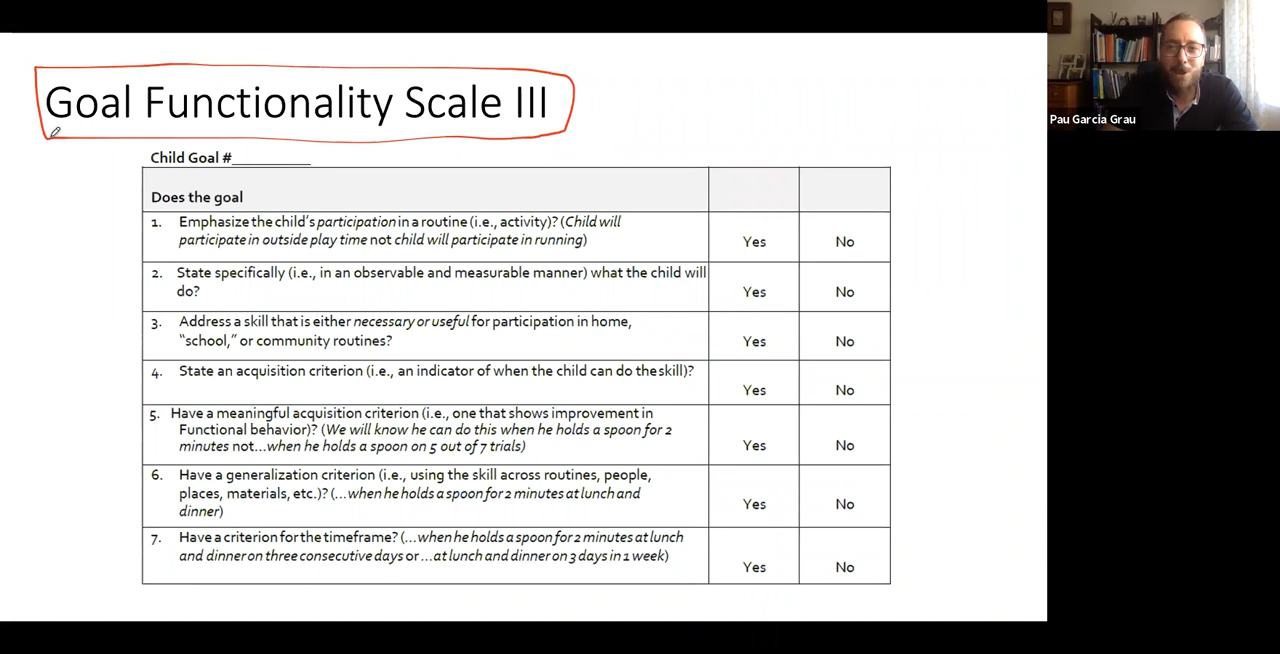 Goal Functionality Scale III
Pau García Grau
Child Goal #__________
Does the goal
1. Emphasize the child's participation in a routine (i.e., activity)? (Child will
participate in outside play time not child will participate in running)
Yes No
2. State specifically (i.e., in an observable and measurable manner) what the child will
do?
Yes No
3. Address a skill that is either necessary or useful for participation in home,
"school," or community routines?
Yes No
4. State an acquisition criterion (i.e., an indicator of when the child can do the skill)?
Yes No
5. Have a meaningful acquisition criterion (i.e., one that shows improvement in
Functional behavior)? (We will know he can do this when he holds a spoon for 2
minutes not...when he holds a spoon on 5 out of 7 trials)
Yes No
6. Have a generalization criterion (i.e., using the skill across routines, people,
places, materials, etc.)? (...when he holds a spoon for 2 minutes at lunch and
dinner)
Yes No
7. Have a criterion for the timeframe? (...when he holds a spoon for 2 minutes at lunch
and dinner on three consecutive days or ...at lunch and dinner on 3 days in 1 week)
Yes No